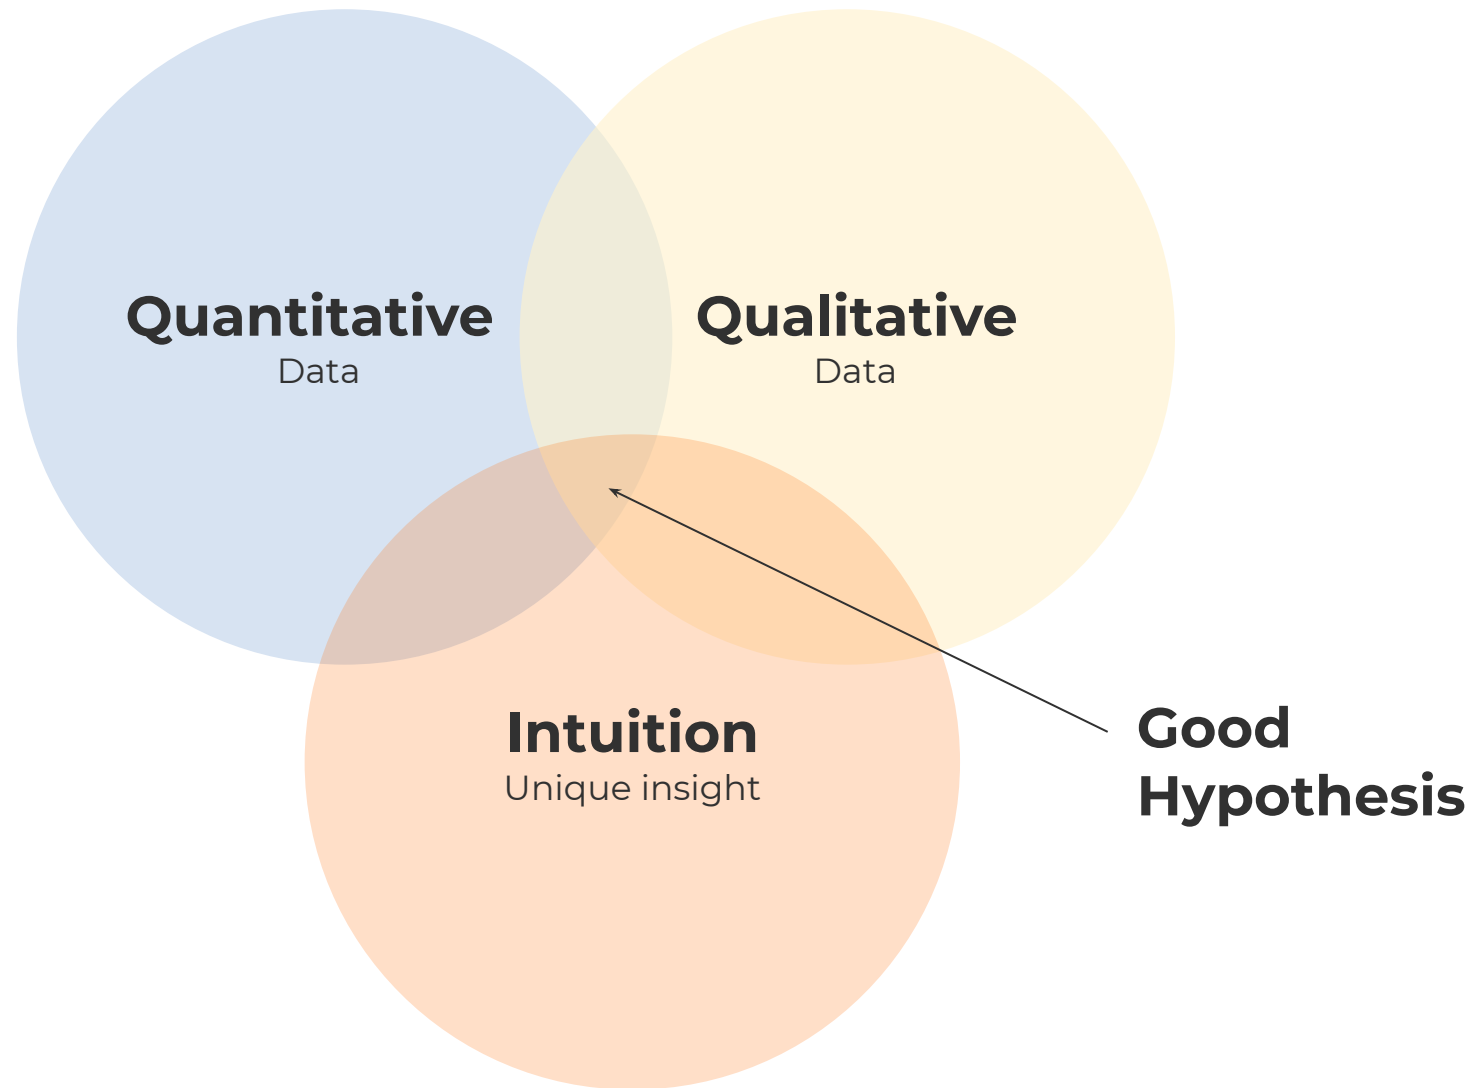 Quantitative
Data
Qualitative
Data
Intuition
Unique insight
Good
Hypothesis